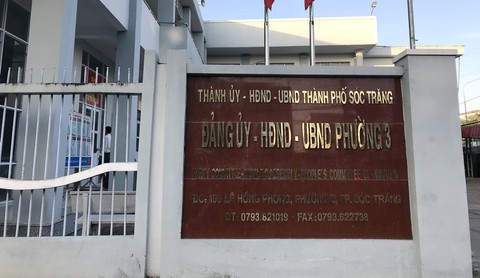 THÀNH ỦY - HĐND - UBND THÀNH PHỐ SÓC TRĂNG
ĐẢNG ỦY - HĐND - UBND PHƯỜNG 3
ĐC: LÊ HỒNG PHONG, PHƯỜNG 3, TP. SÓC TRĂNG
ĐT: 0793.621019 - FAX: 0793.622738